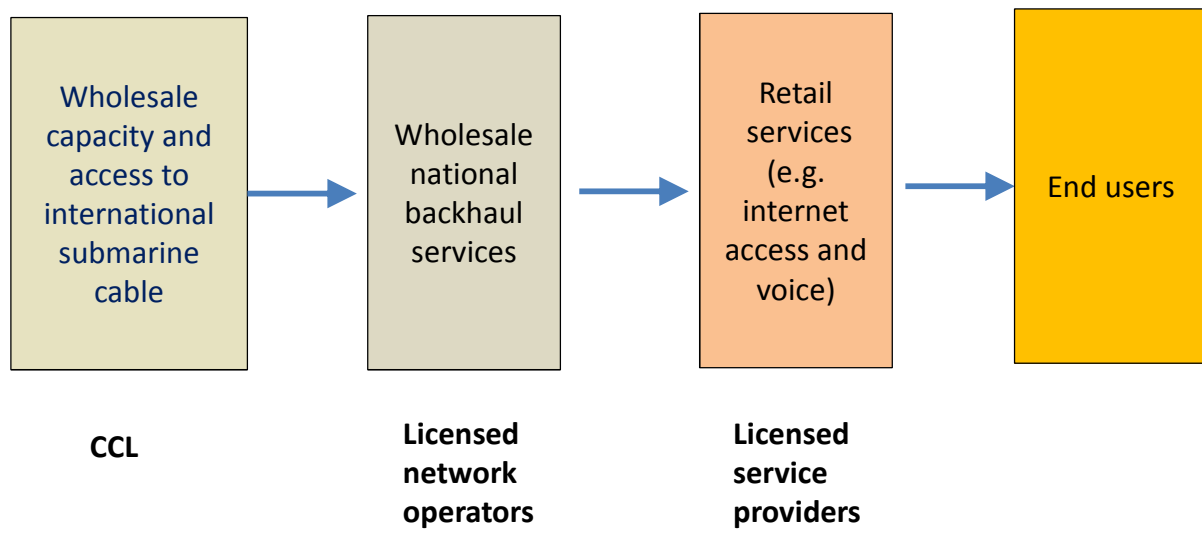 Wholesale
capacity and
access to
international
submarine
cable
Wholesale
national
backhaul
services
Retail
services
(e.g.
internet
access and
voice)
End users
CCL
Licensed
network
operators
Licensed
service
providers